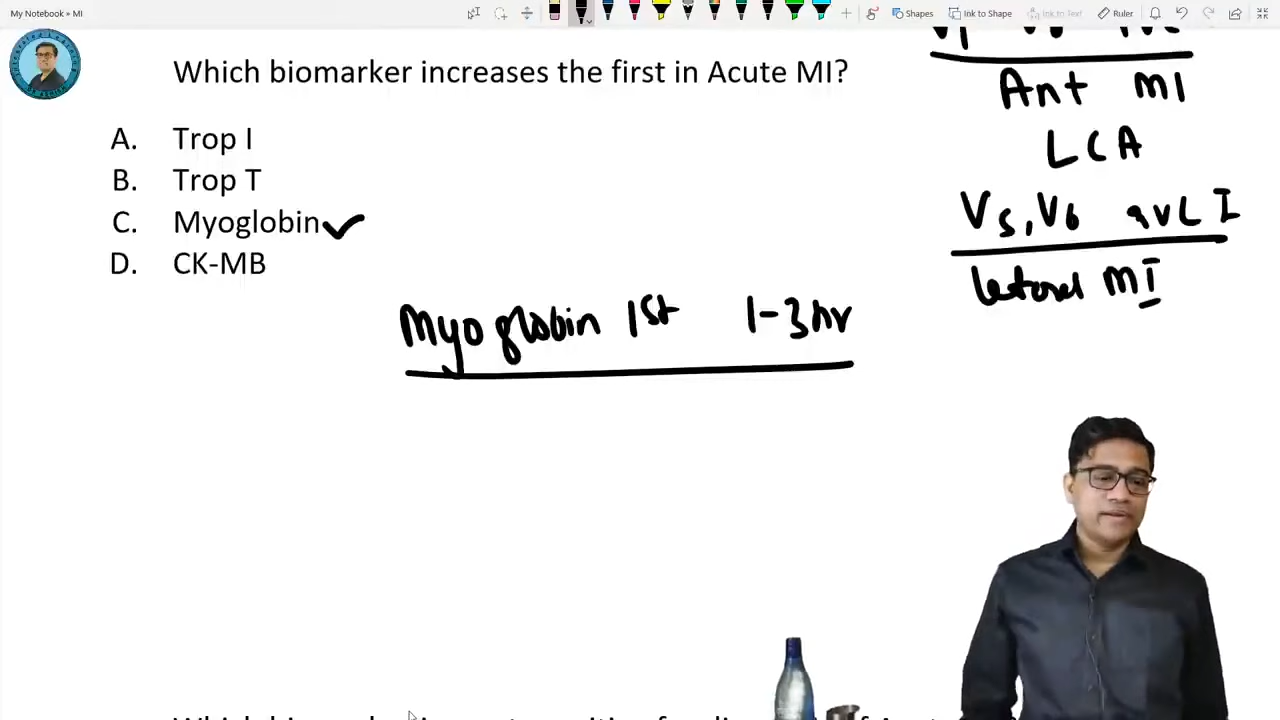 My Notebook » MI
Shapes
Ink to Shape
Ink to Text
Ruler
Which biomarker increases the first in Acute MI?
A. Trop I
B. Trop T
C. Myoglobin
D. CK-MB
Myoglobin 1st 1-3hr
Ant MI
LCA
V5, V6 avL I
lateral MI